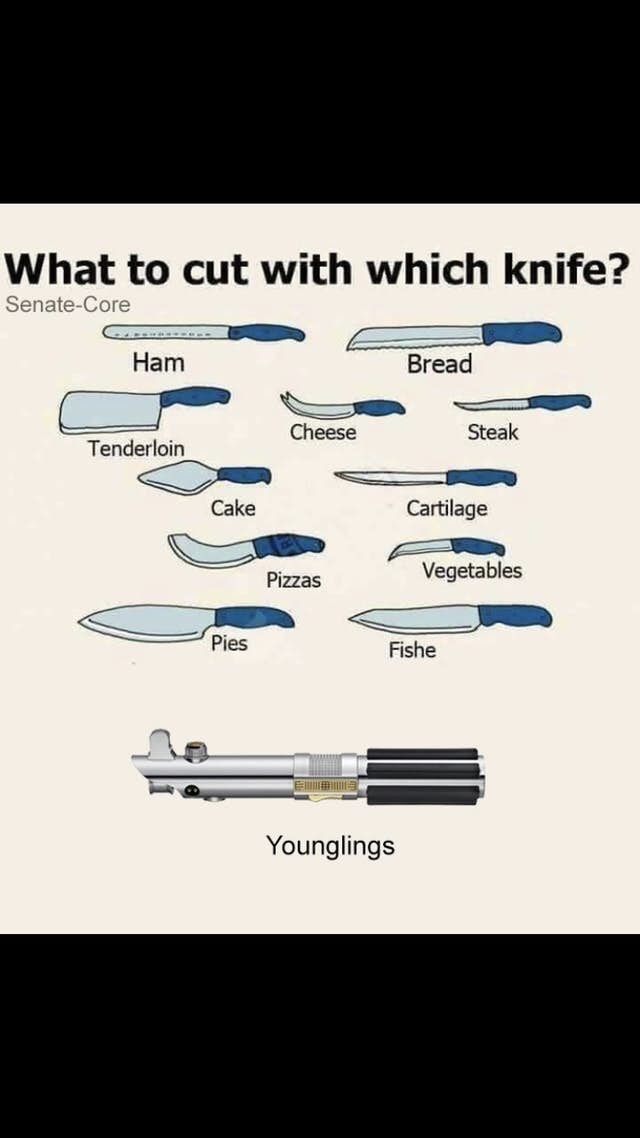 What to cut with which knife?
Senate-Core
Ham
Bread
Tenderloin
Cheese
Steak
Cake
Cartilage
Pizzas
Vegetables
Pies
Fishe
Younglings